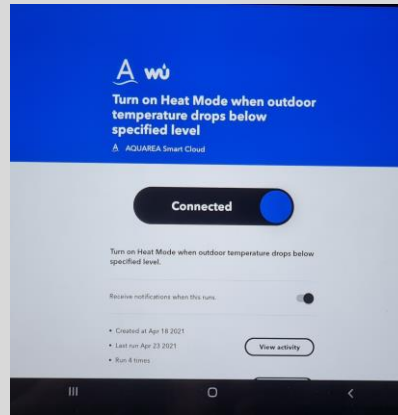 A wu
Turn on Heat Mode when outdoor
temperature drops below
specified level
A AQUAREA Smart Cloud
Connected
Turn on Heat Mode when outdoor temperature drops below
specified level.
Receive notifications when this runs.
• Created at Apr 18 2021
• Last run Apr 23 2021
• Run 4 times
View activity